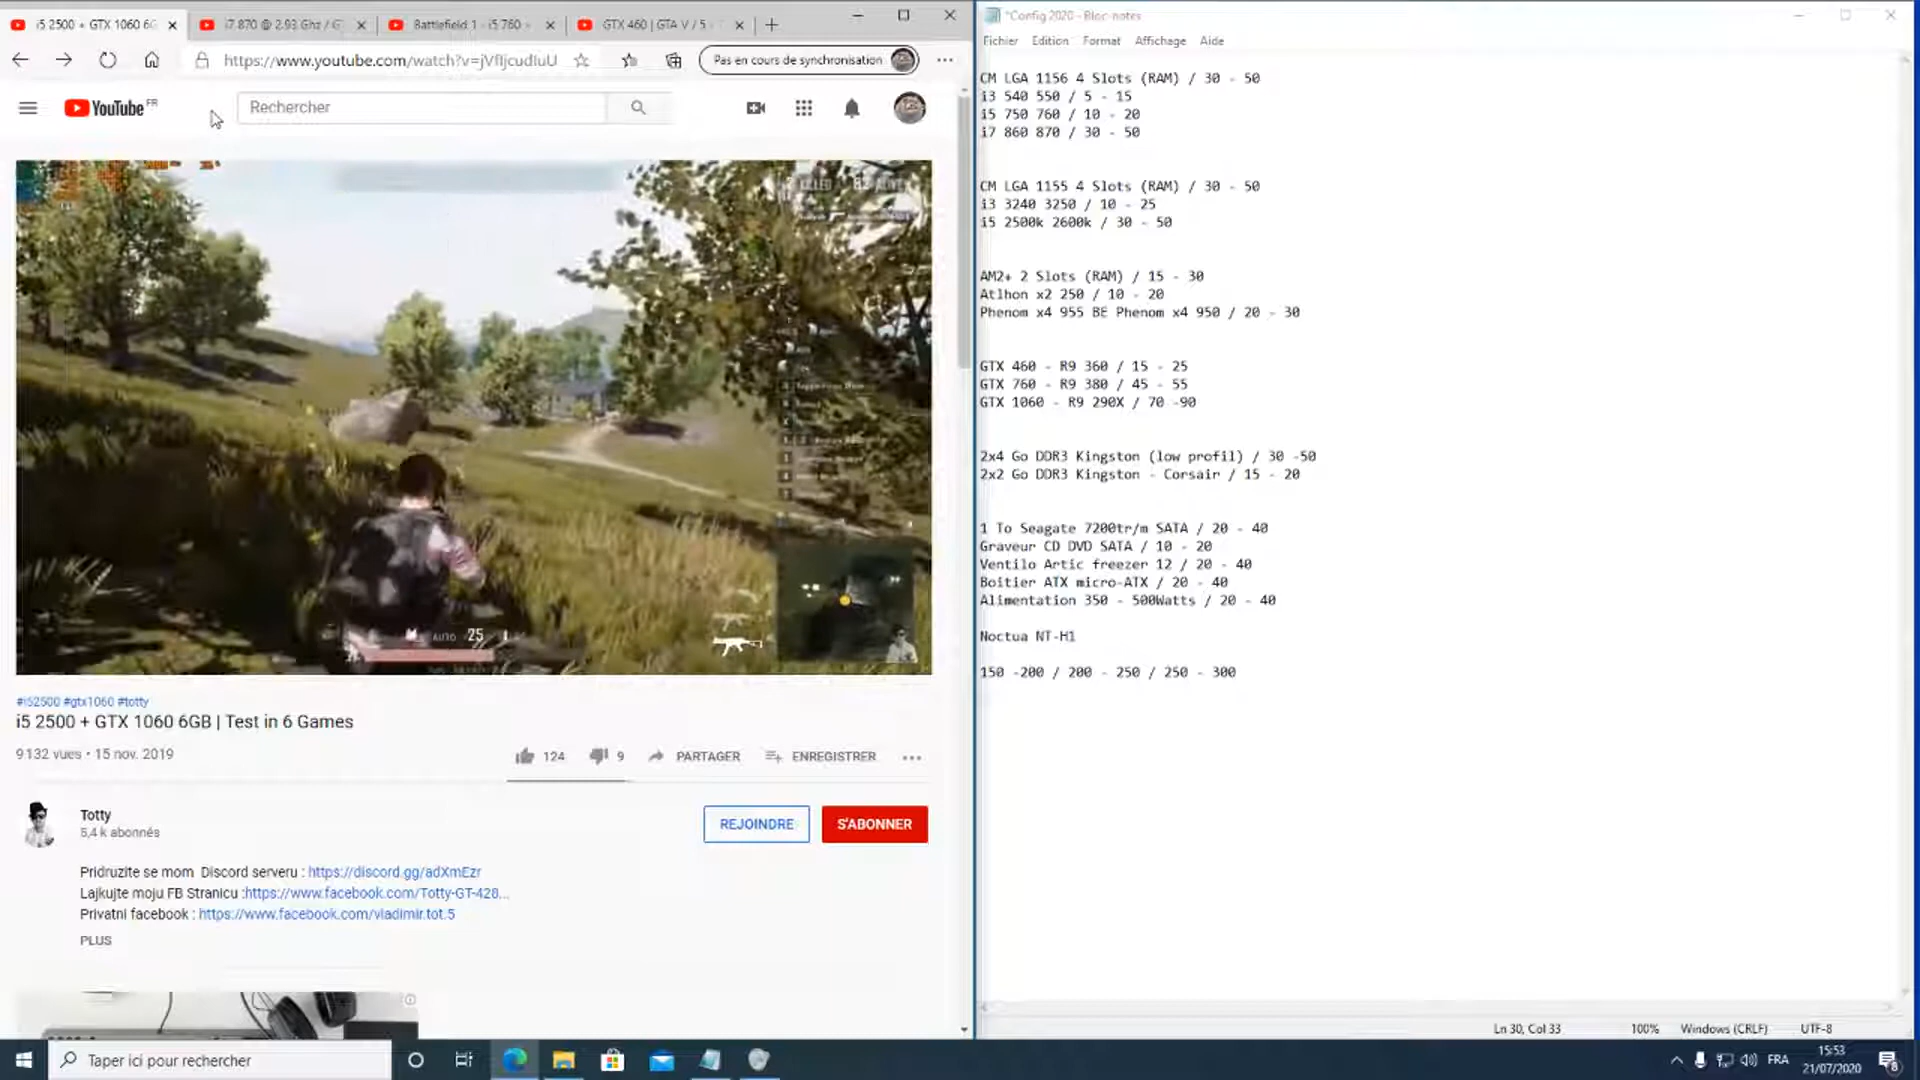 i5 2500 + GTX 1060 6G
i7 870 @ 2.93 Ghz / G
Battlefield 1 - i5 760 -
GTX 460 | GTA V / 5 -
https://www.youtube.com/watch?v=jVfljcudIuU
Pas en cours de synchronisation
YouTube FR
Rechercher
KILLED
82 ALIVE
AUTO 25
#i52500 #gtx1060 #totty
i5 2500 + GTX 1060 6GB | Test in 6 Games
9 132 vues • 15 nov. 2019
124
9
PARTAGER
ENREGISTRER
Totty
5,4 k abonnés
REJOINDRE
S'ABONNER
Pridruzite se mom Discord serveru : https://discord.gg/adXmEzr
Lajkujte moju FB Stranicu :https://www.facebook.com/Totty-GT-428...
Privatni facebook : https://www.facebook.com/vladimir.tot.5
PLUS
*Config 2020 - Bloc-notes
Fichier Edition Format Affichage Aide
CM LGA 1156 4 Slots (RAM) / 30 - 50
i3 540 550 / 5 - 15
i5 750 760 / 10 - 20
i7 860 870 / 30 - 50
CM LGA 1155 4 Slots (RAM) / 30 - 50
i3 3240 3250 / 10 - 25
i5 2500k 2600k / 30 - 50
AM2+ 2 Slots (RAM) / 15 - 30
Atlhon x2 250 / 10 - 20
Phenom x4 955 BE Phenom x4 950 / 20 - 30
GTX 460 - R9 360 / 15 - 25
GTX 760 - R9 380 / 45 - 55
GTX 1060 - R9 290X / 70 -90
2x4 Go DDR3 Kingston (low profil) / 30 -50
2x2 Go DDR3 Kingston - Corsair / 15 - 20
1 To Seagate 7200tr/m SATA / 20 - 40
Graveur CD DVD SATA / 10 - 20
Ventilo Artic freezer 12 / 20 - 40
Boitier ATX micro-ATX / 20 - 40
Alimentation 350 - 500Watts / 20 - 40
Noctua NT-H1
150 -200 / 200 - 250 / 250 - 300
Ln 30, Col 33
100%
Windows (CRLF)
UTF-8
Taper ici pour rechercher
FRA
15:53
21/07/2020
8